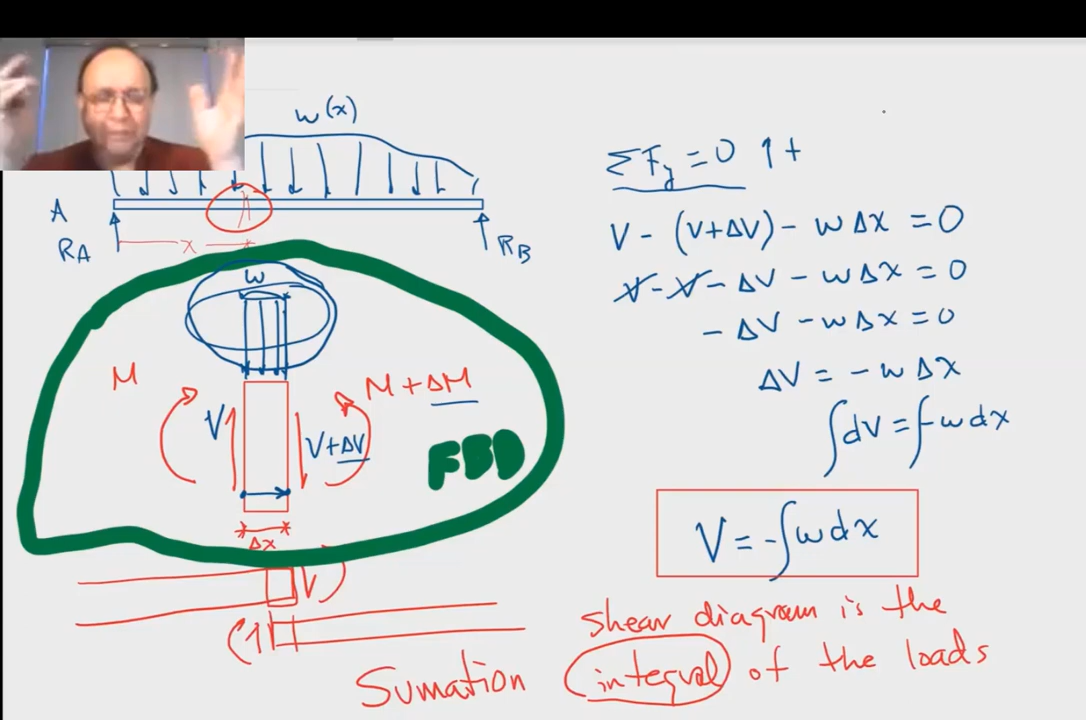 w(x)
A
RA
x
RB
w
M
M + ΔM
V
V+ΔV
FBD
Δx
V
ΣFy = 0 ↑+
V - (V+ΔV) - wΔx = 0
V - V - ΔV - wΔx = 0
- ΔV - wΔx = 0
ΔV = - wΔx
∫dV = ∫-wdx
V = -∫wdx
shear diagram is the
integral of the loads
Sumation